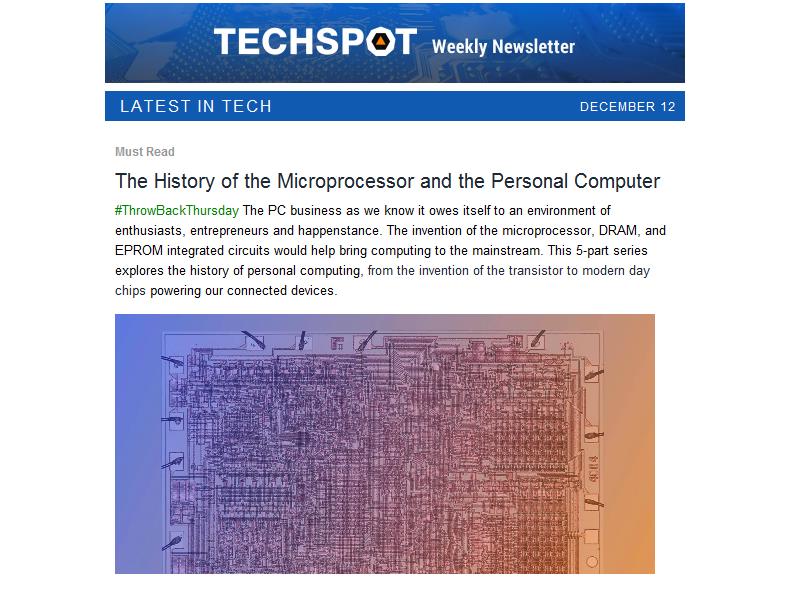 TECHSPOT Weekly Newsletter
LATEST IN TECH DECEMBER 12
Must Read
The History of the Microprocessor and the Personal Computer
#ThrowBackThursday The PC business as we know it owes itself to an environment of
enthusiasts, entrepreneurs and happenstance. The invention of the microprocessor, DRAM, and
EPROM integrated circuits would help bring computing to the mainstream. This 5-part series
explores the history of personal computing, from the invention of the transistor to modern day
chips powering our connected devices.